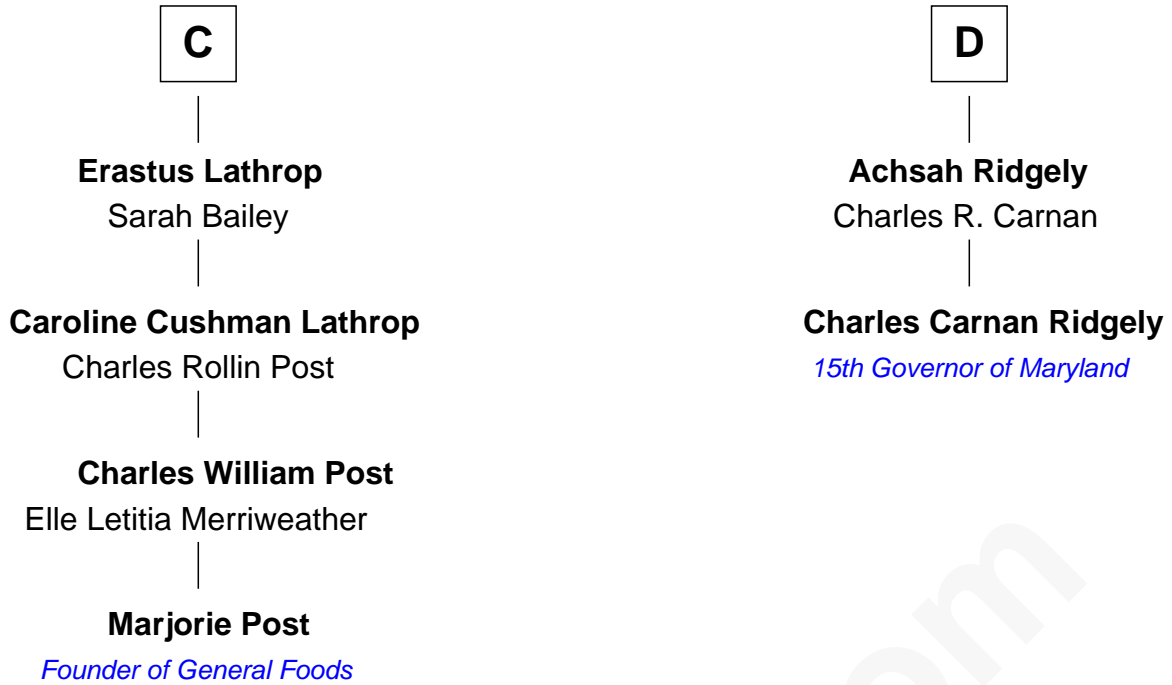 C
Erastus Lathrop
Sarah Bailey
Caroline Cushman Lathrop
Charles Rollin Post
Charles William Post
Elle Letitia Merriweather
Marjorie Post
Founder of General Foods
D
Achsah Ridgely
Charles R. Carnan
Charles Carnan Ridgely
15th Governor of Maryland
om